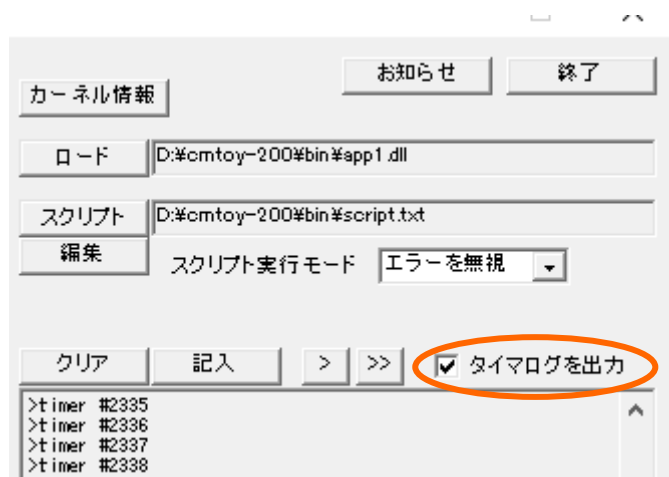 お知らせ 終了
カーネル情報
ロード D:¥cmtoy-200¥bin¥app1.dll
スクリプト D:¥cmtoy-200¥bin¥script.txt
編集 スクリプト実行モード エラーを無視
クリア 記入 > >> タイマログを出力
>timer #2335
>timer #2336
>timer #2337
>timer #2338